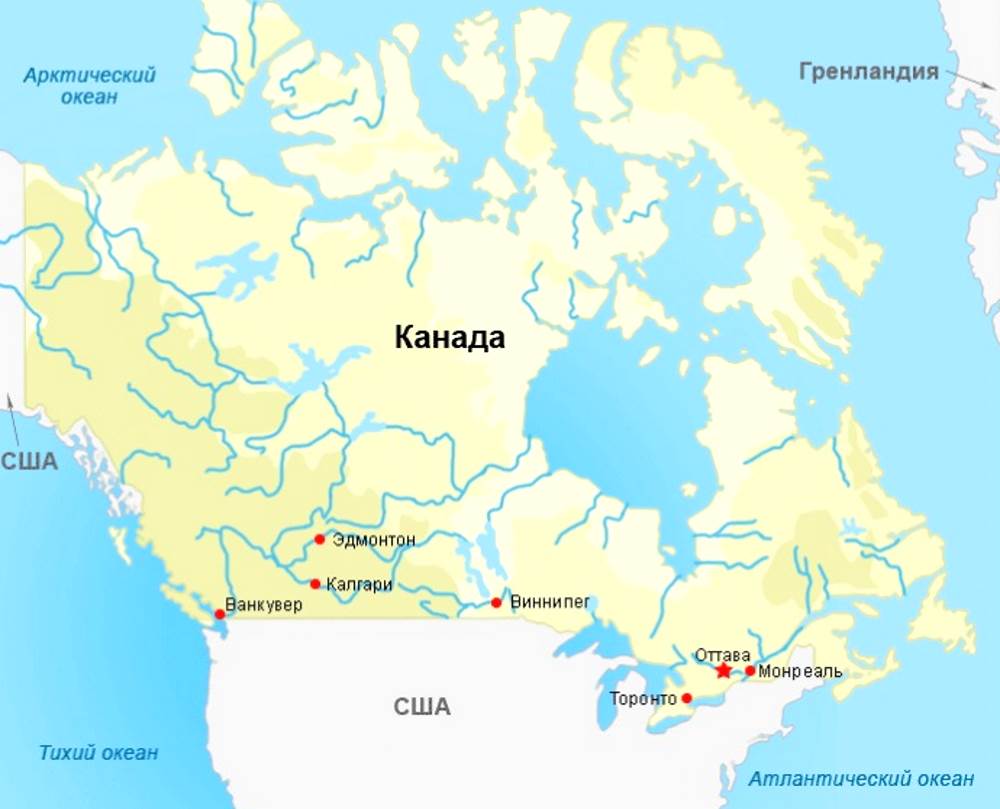 Арктический
океан
Гренландия
Канада
США
Эдмонтон
Калгари
Ванкувер
Виннипег
Оттава
Монреаль
Торонто
США
Тихий океан
Атлантический океан